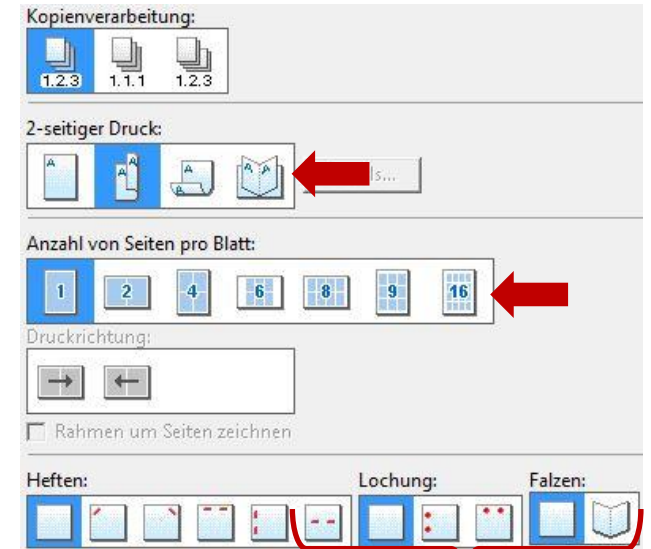 Kopienverarbeitung:
1.2.3 1.1.1 1.2.3
2-seitiger Druck:
A A A A A A A
ls...
Anzahl von Seiten pro Blatt:
1 2 4 6 8 9 16
Druckrichtung:
Rahmen um Seiten zeichnen
Heften: Lochung: Falzen: